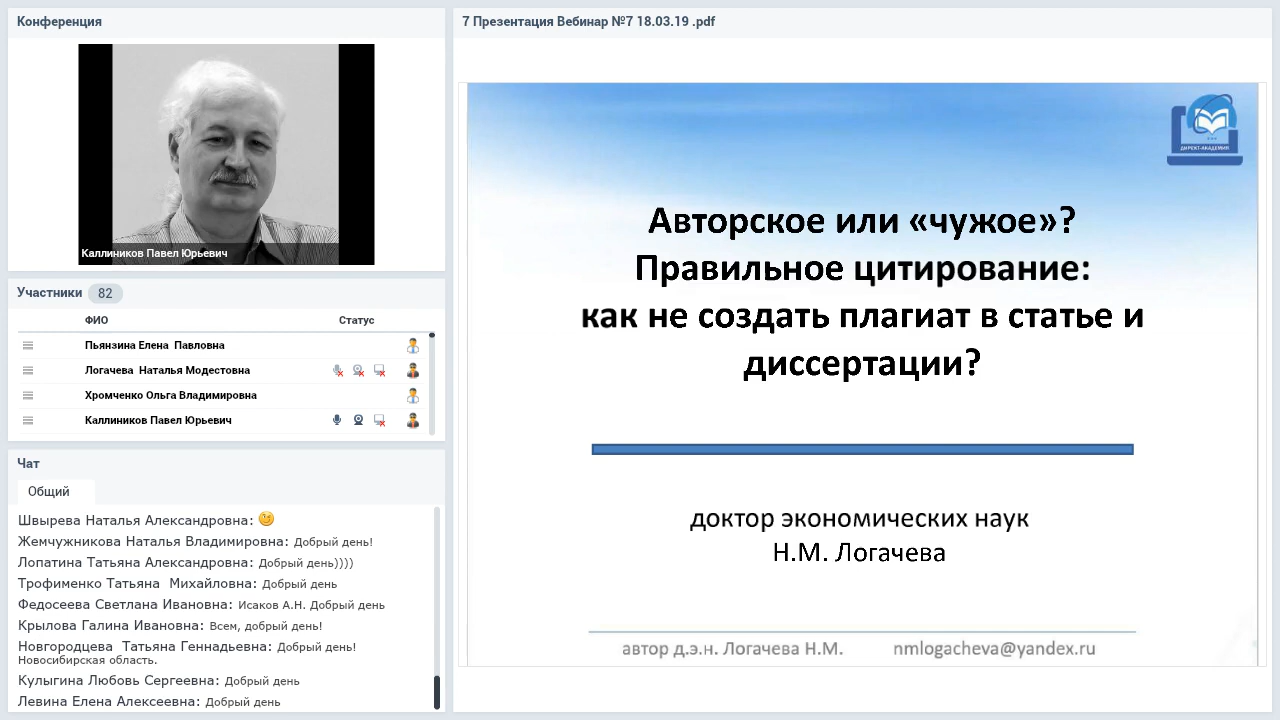 Конференция
Каллиников Павел Юрьевич
Участники 82
ФИО Статус
Пьянзина Елена Павловна
Логачева Наталья Модестовна
Хромченко Ольга Владимировна
Каллиников Павел Юрьевич
Чат
Общий
Швырева Наталья Александровна:
Жемчужникова Наталья Владимировна: Добрый день!
Лопатина Татьяна Александровна: Добрый день))))
Трофименко Татьяна Михайловна: Добрый день
Федосеева Светлана Ивановна: Исаков А.Н. Добрый день
Крылова Галина Ивановна: Всем, добрый день!
Новгородцева Татьяна Геннадьевна: Добрый день!
Новосибирская область.
Кулыгина Любовь Сергеевна: Добрый день
Левина Елена Алексеевна: Добрый день
7 Презентация Вебинар №7 18.03.19 .pdf
ДИРЕКТ-АКАДЕМИЯ
Авторское или «чужое»?
Правильное цитирование:
как не создать плагиат в статье и
диссертации?
доктор экономических наук
Н.М. Логачева
автор д.э.н. Логачева Н.М. nmlogacheva@yandex.ru